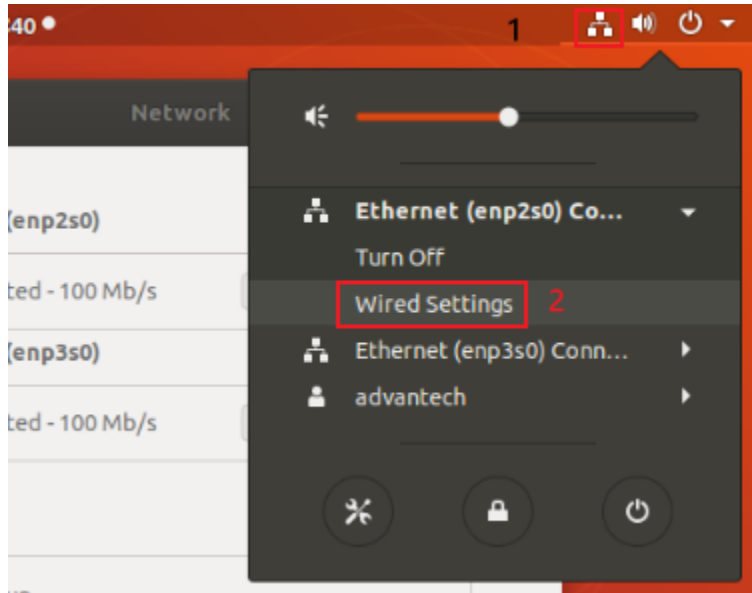 :40
1
Network
Ethernet (enp2s0) Co...
(enp2s0)
Turn Off
ted - 100 Mb/s
Wired Settings 2
(enp3s0)
Ethernet (enp3s0) Conn...
advantech
ted - 100 Mb/s